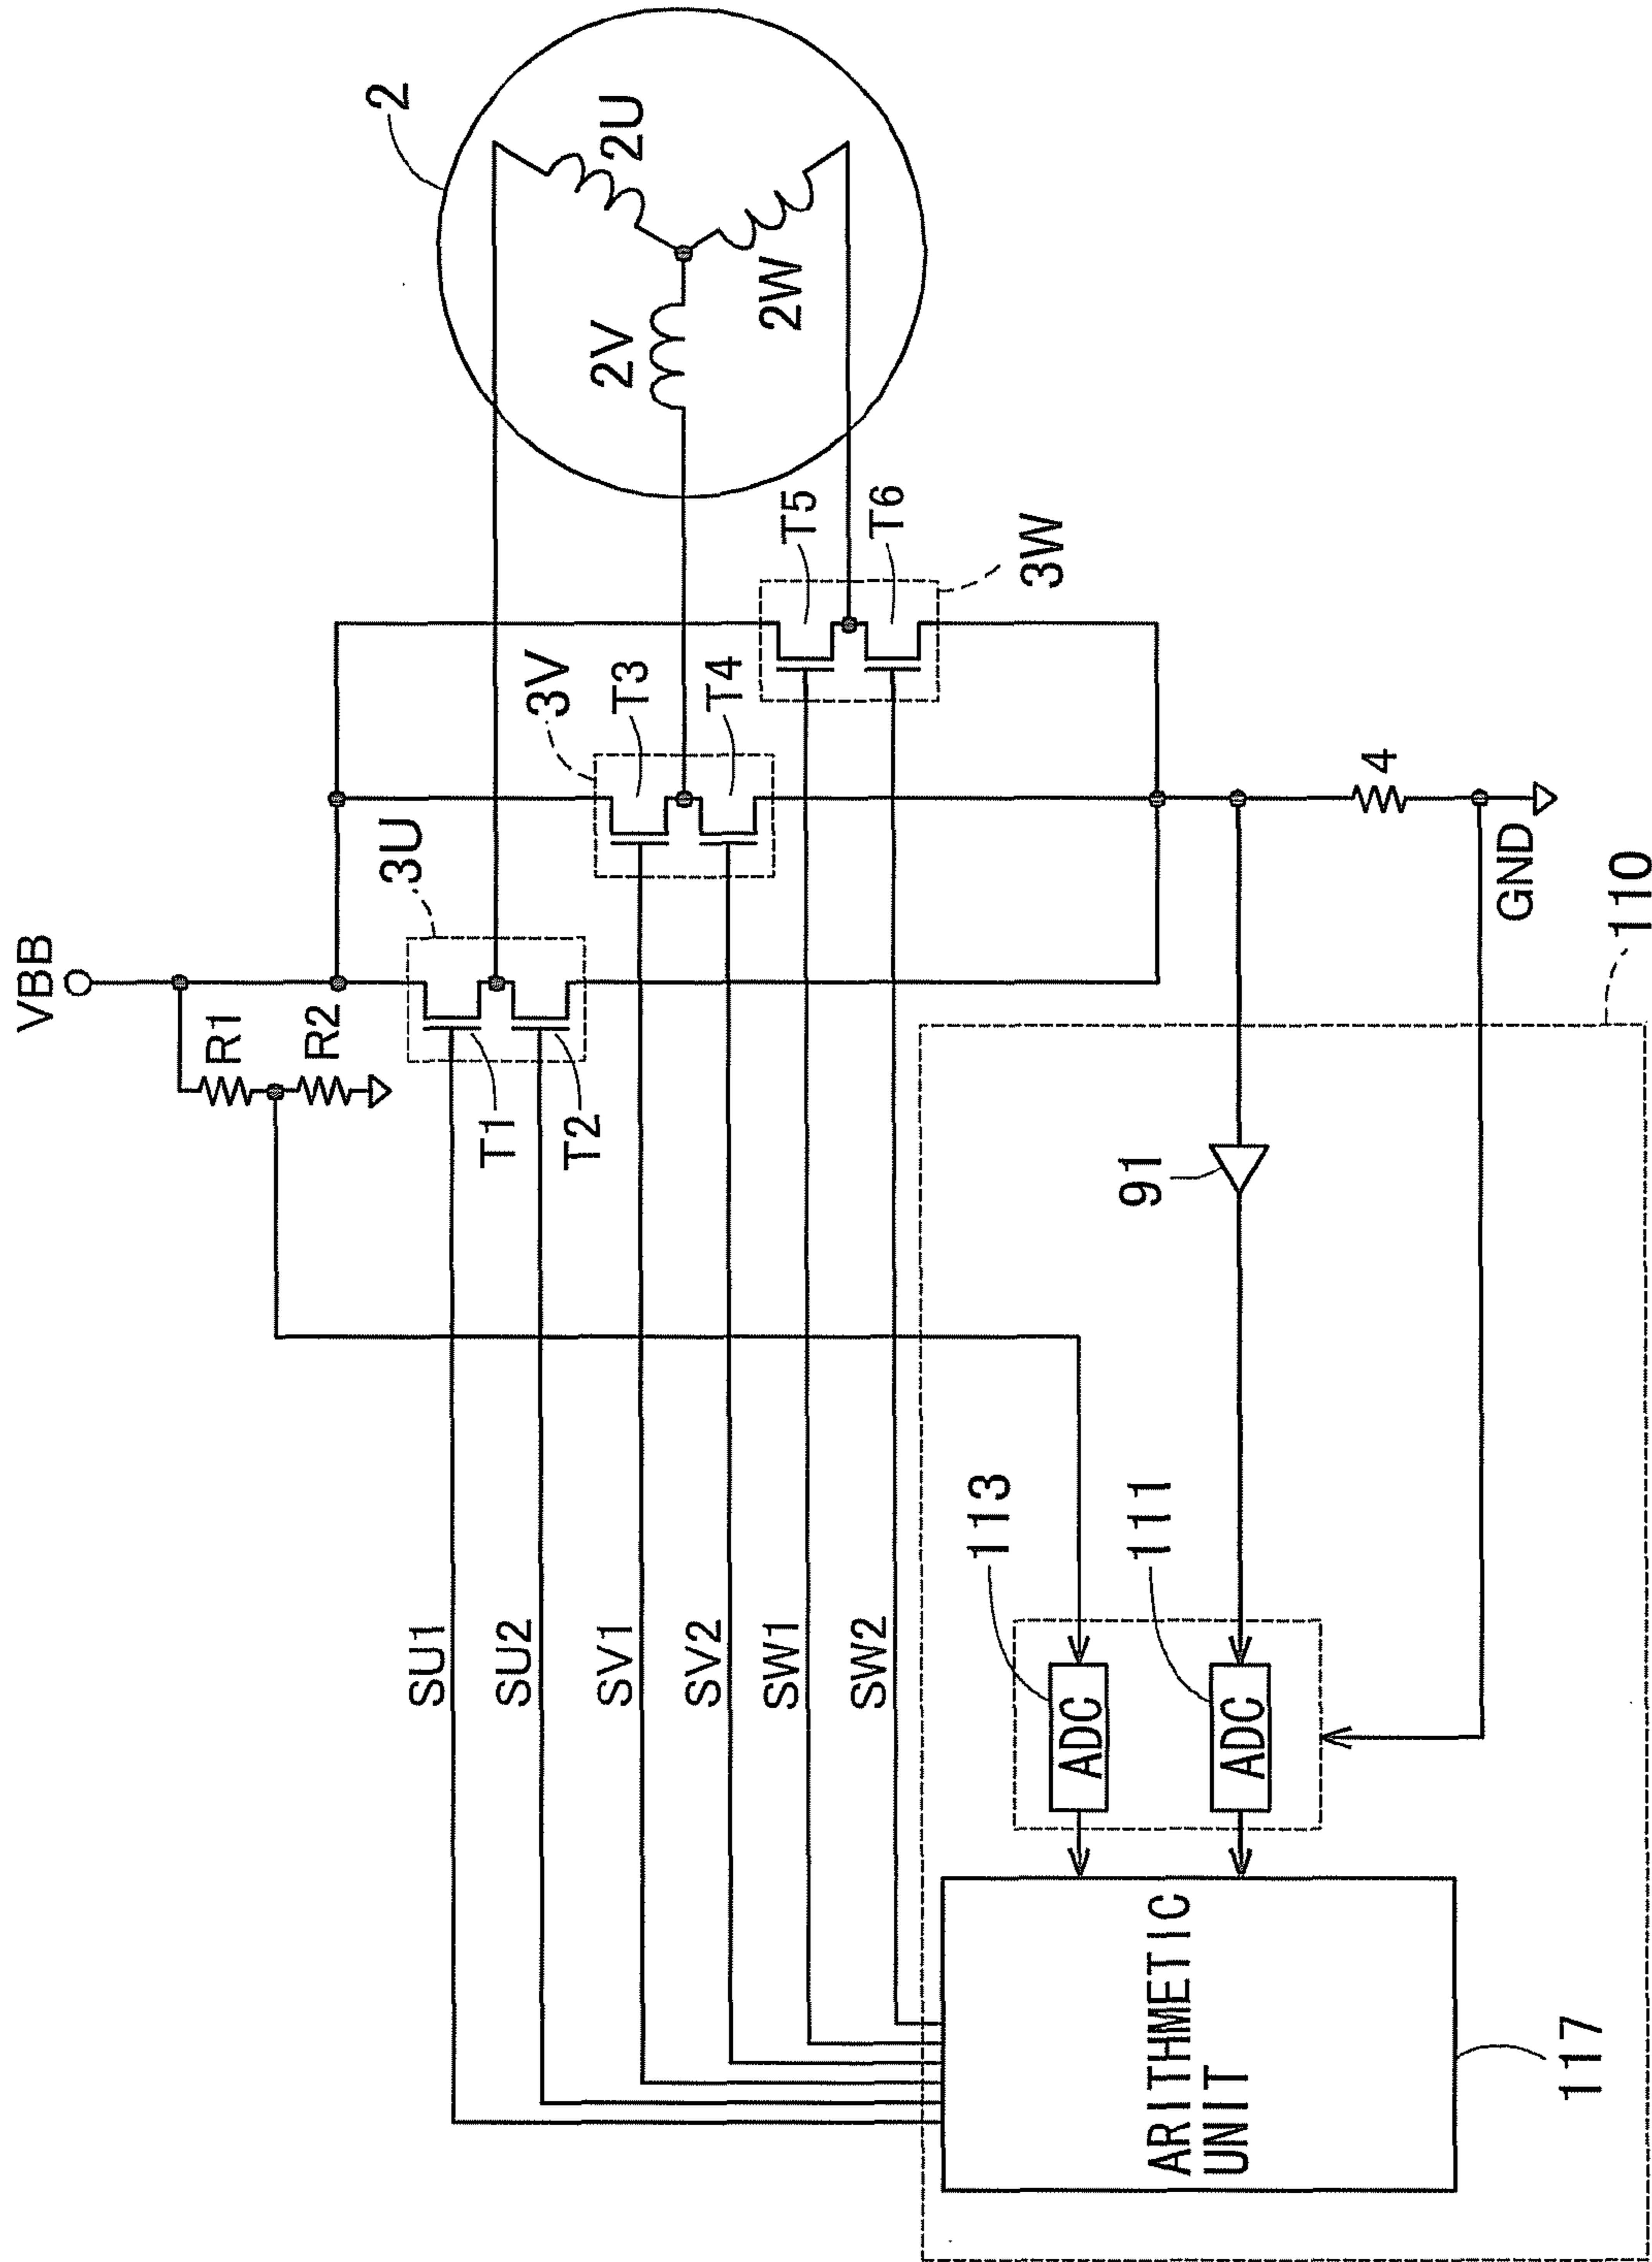 VBB
R1
R2
3U
T1
T2
3V
T3
T4
3W
T5
T6
2
2U
2V
2W
SU1
SU2
SV1
SV2
SW1
SW2
113
ADC
111
ADC
91
4
GND
110
ARITHMETIC
UNIT
117